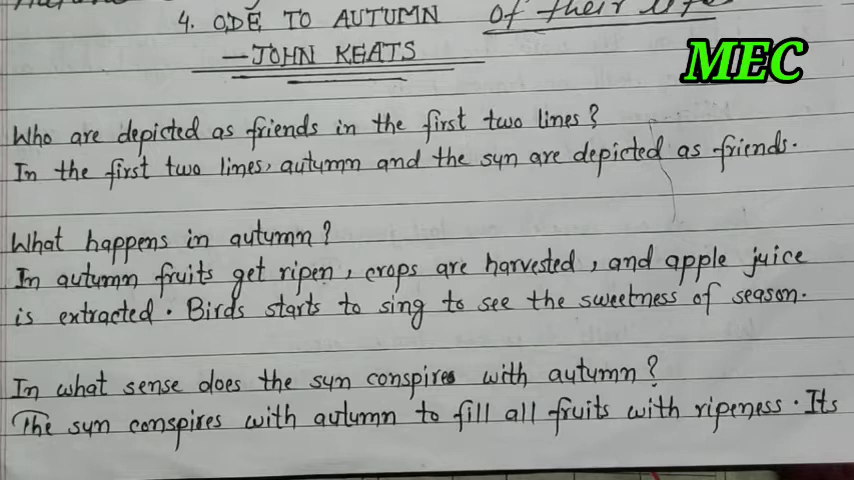 4. ODE TO AUTUMN of their
—JOHN KEATS
MEC
Who are depicted as friends in the first two lines?
In the first two lines, autumn and the sun are depicted as friends.
What happens in autumn?
In autumn fruits get ripen, crops are harvested, and apple juice
is extracted. Birds starts to sing to see the sweetness of season.
In what sense does the sun conspires with autumn?
The sun conspires with autumn to fill all fruits with ripeness. Its